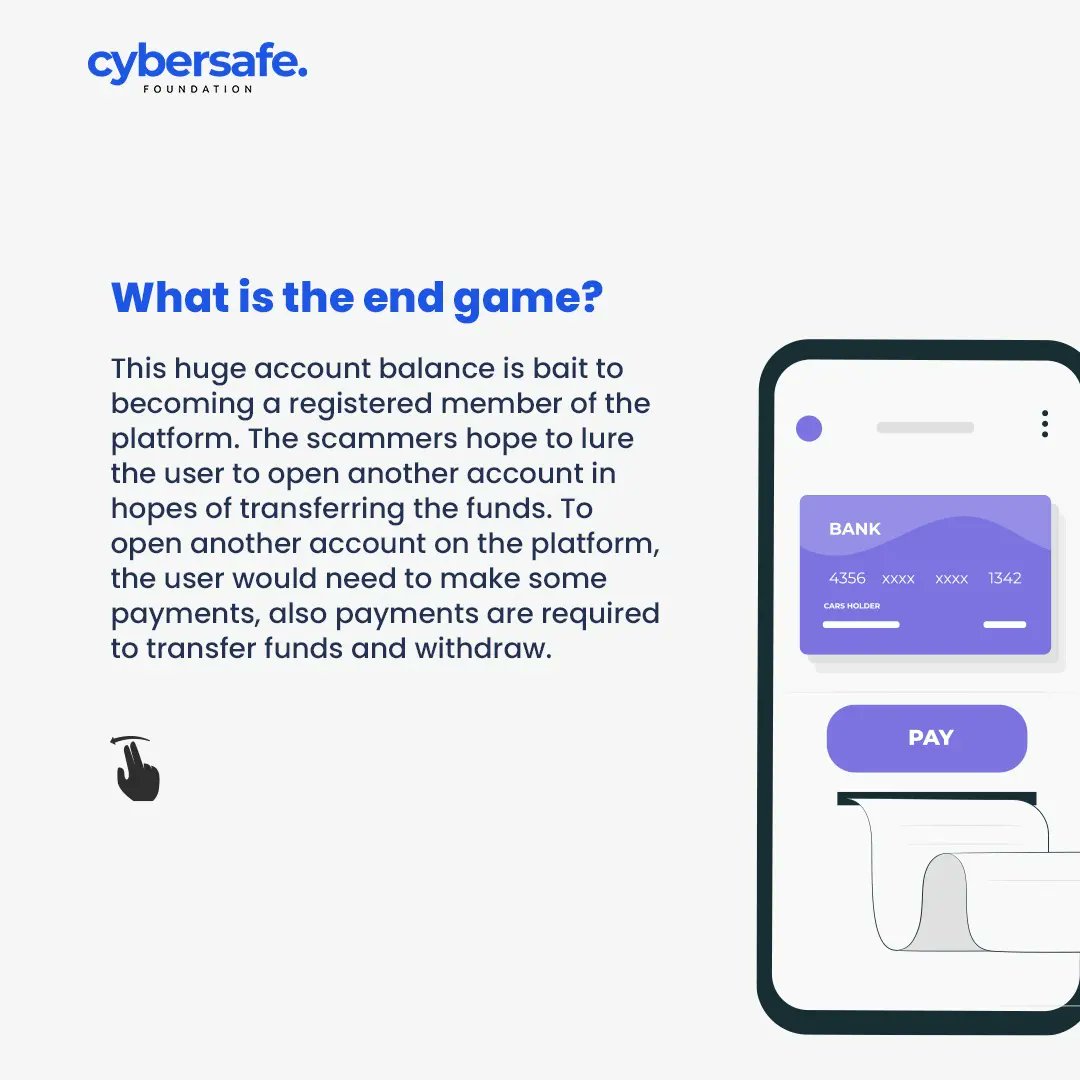 cybersafe.
FOUNDATION
What is the end game?
This huge account balance is bait to
becoming a registered member of the
platform. The scammers hope to lure
the user to open another account in
hopes of transferring the funds. To
open another account on the platform,
the user would need to make some
payments, also payments are required
to transfer funds and withdraw.
BANK
4356 xxxx xxxx 1342
CARS HOLDER
PAY